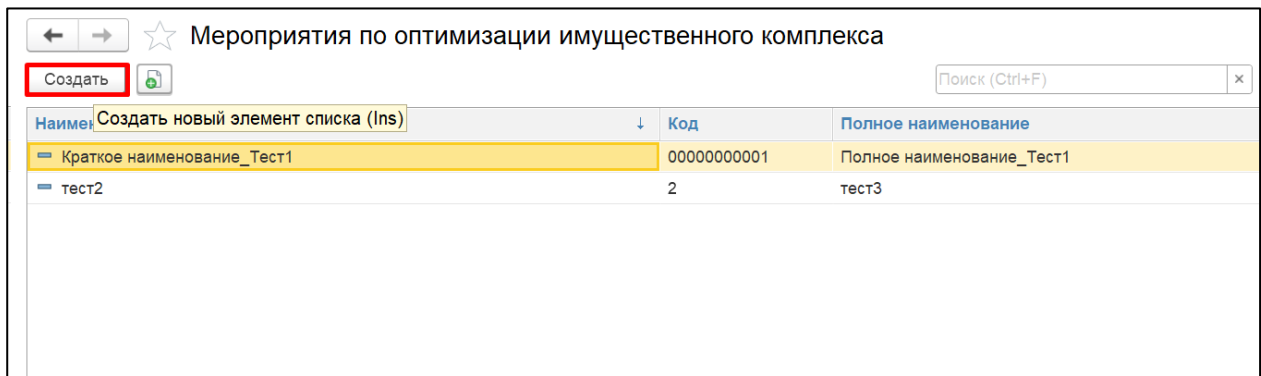 Мероприятия по оптимизации имущественного комплекса
Создать
Поиск (Ctrl+F) ×
Создать новый элемент списка (Ins)
Наимен ↓ Код Полное наименование
Краткое наименование_Тест1 00000000001 Полное наименование_Тест1
тест2 2 тест3